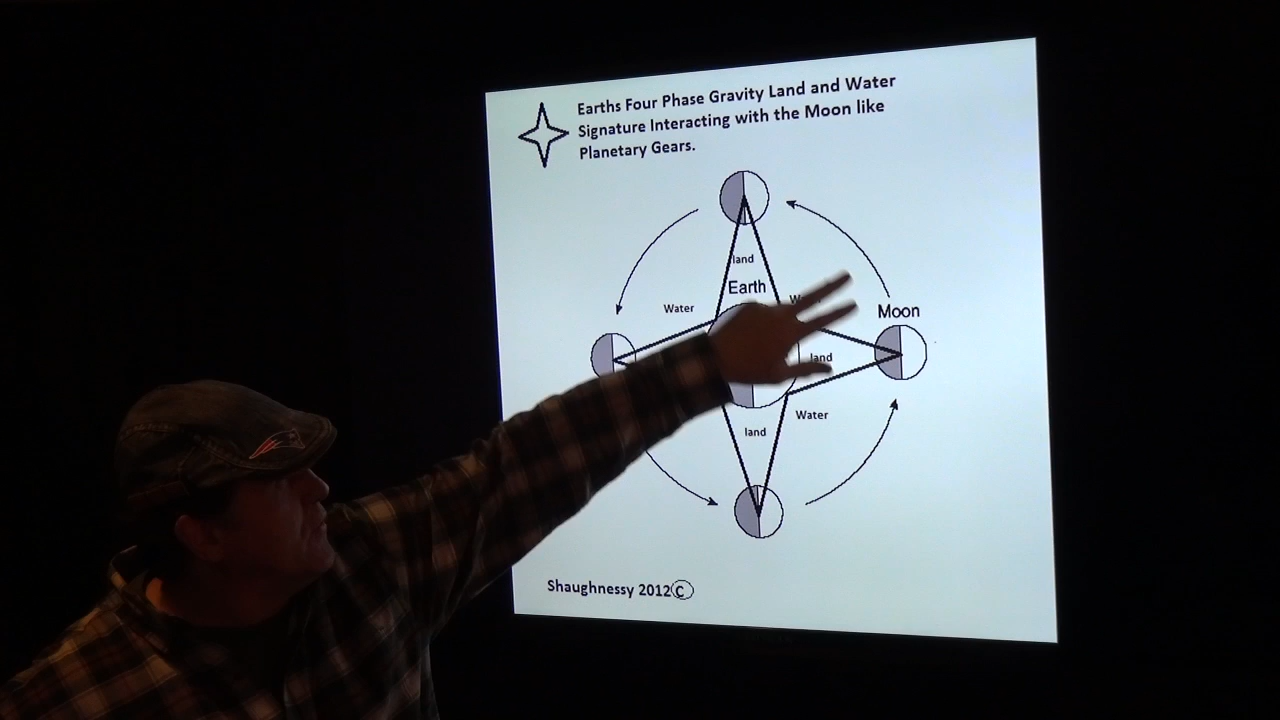 Earths Four Phase Gravity Land and Water
Signature Interacting with the Moon like
Planetary Gears.
land
Earth
Water
Moon
land
Water
land
Shaughnessy 2012 ©